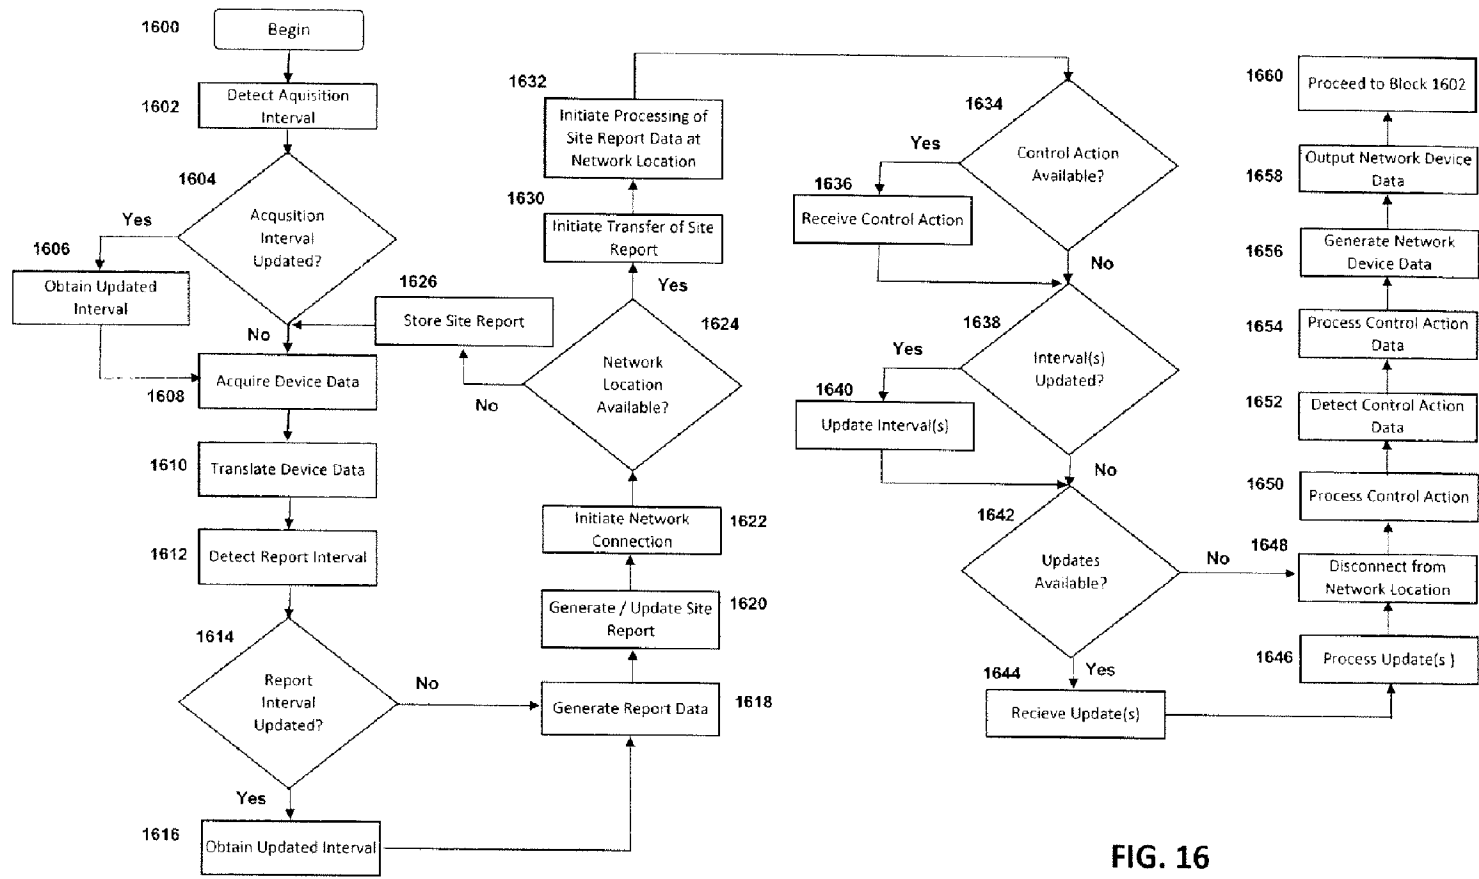 1600
Begin
1602
Detect Aquisition
Interval
1604
Acqusition
Interval
Updated?
Yes
1606
Obtain Updated
Interval
No
1608
Acquire Device Data
1610
Translate Device Data
1612
Detect Report Interval
1614
Report
Interval
Updated?
No
Yes
1616
Obtain Updated Interval
1618
Generate Report Data
1620
Generate / Update Site
Report
1622
Initiate Network
Connection
1624
Network
Location
Available?
No
1626
Store Site Report
Yes
1630
Initiate Transfer of Site
Report
1632
Initiate Processing of
Site Report Data at
Network Location
1634
Control Action
Available?
Yes
1636
Receive Control Action
No
1638
Interval(s)
Updated?
Yes
1640
Update Interval(s)
No
1642
Updates
Available?
No
Yes
1644
Recieve Update(s)
1646
Process Update(s )
1648
Disconnect from
Network Location
1650
Process Control Action
1652
Detect Control Action
Data
1654
Process Control Action
Data
1656
Generate Network
Device Data
1658
Output Network Device
Data
1660
Proceed to Block 1602
FIG. 16